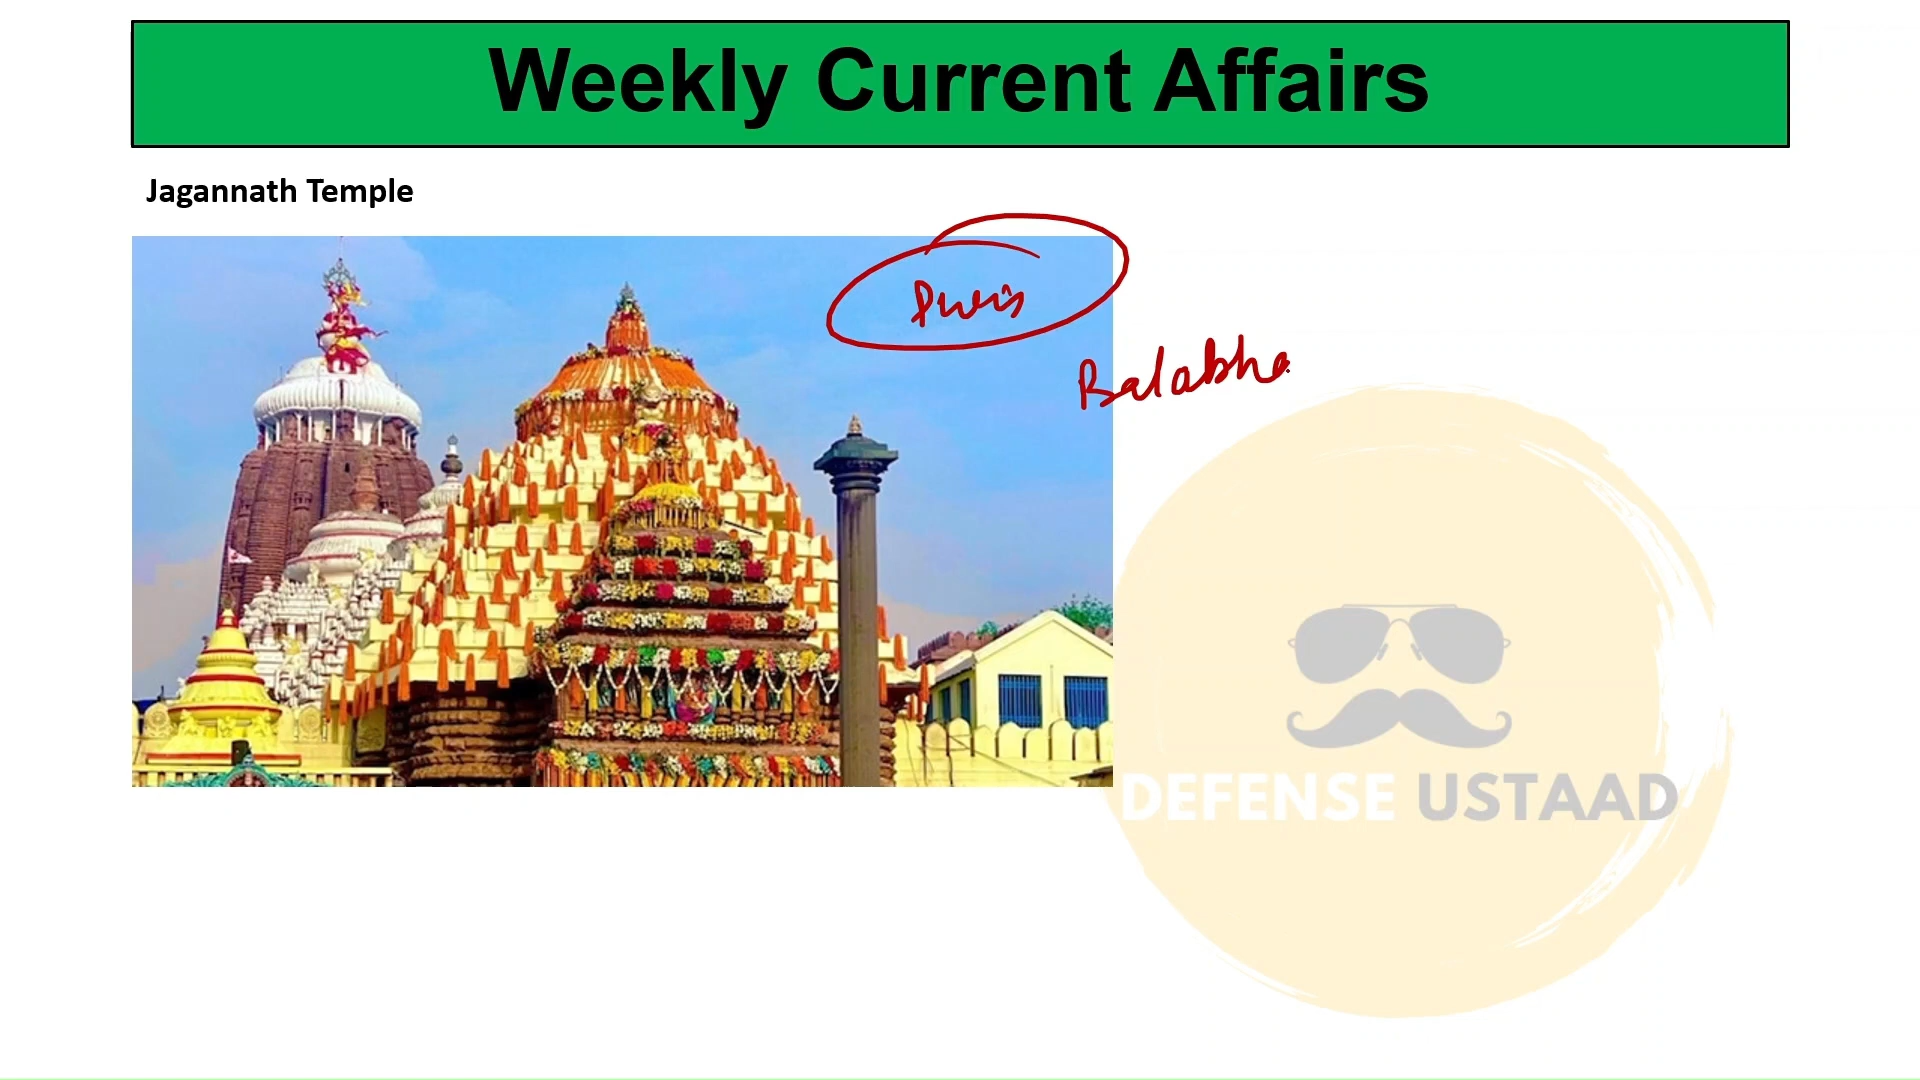 Weekly Current Affairs
Jagannath Temple
Puri
Balabha
DEFENSE USTAAD